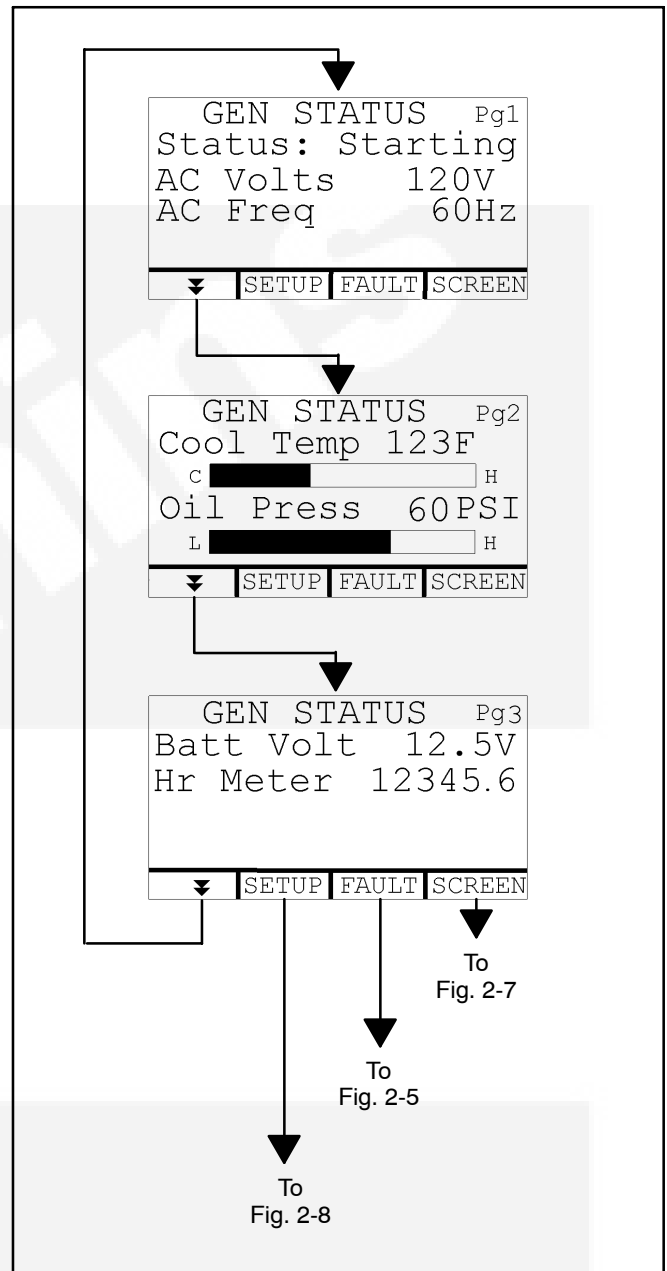 GEN STATUS Pg1
Status: Starting
AC Volts 120V
AC Freq 60Hz
SETUP FAULT SCREEN
GEN STATUS Pg2
Cool Temp 123F
C H
Oil Press 60PSI
L H
SETUP FAULT SCREEN
GEN STATUS Pg3
Batt Volt 12.5V
Hr Meter 12345.6
SETUP FAULT SCREEN
To
Fig. 2-7
To
Fig. 2-5
To
Fig. 2-8